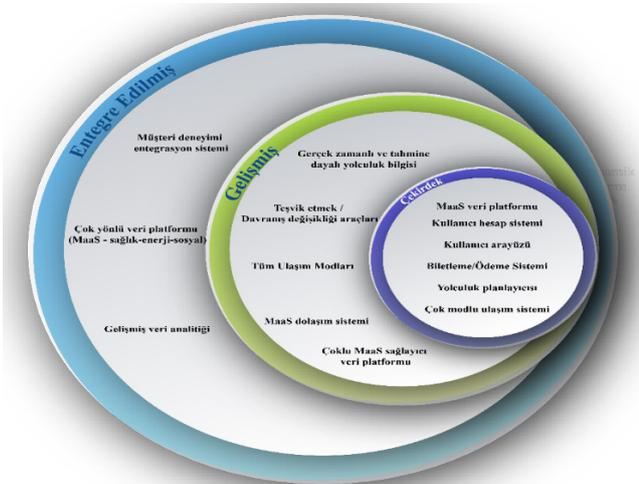 Entegre Edilmiş
Müşteri deneyimi
entegrasyon sistemi
Çok yönlü veri platformu
(MaaS - sağlık-enerji-sosyal)
Gelişmiş veri analitiği
Gelişmiş
Gerçek zamanlı ve tahmine
dayalı yolculuk bilgisi
Teşvik etmek /
Davranış değişikliği araçları
Tüm Ulaşım Modları
MaaS dolaşım sistemi
Çoklu MaaS sağlayıcı
veri platformu
Çekirdek
MaaS veri platformu
Kullanıcı hesap sistemi
Kullanıcı arayüzü
Biletleme/Ödeme Sistemi
Yolculuk planlayıcısı
Çok modlu ulaşım sistemi